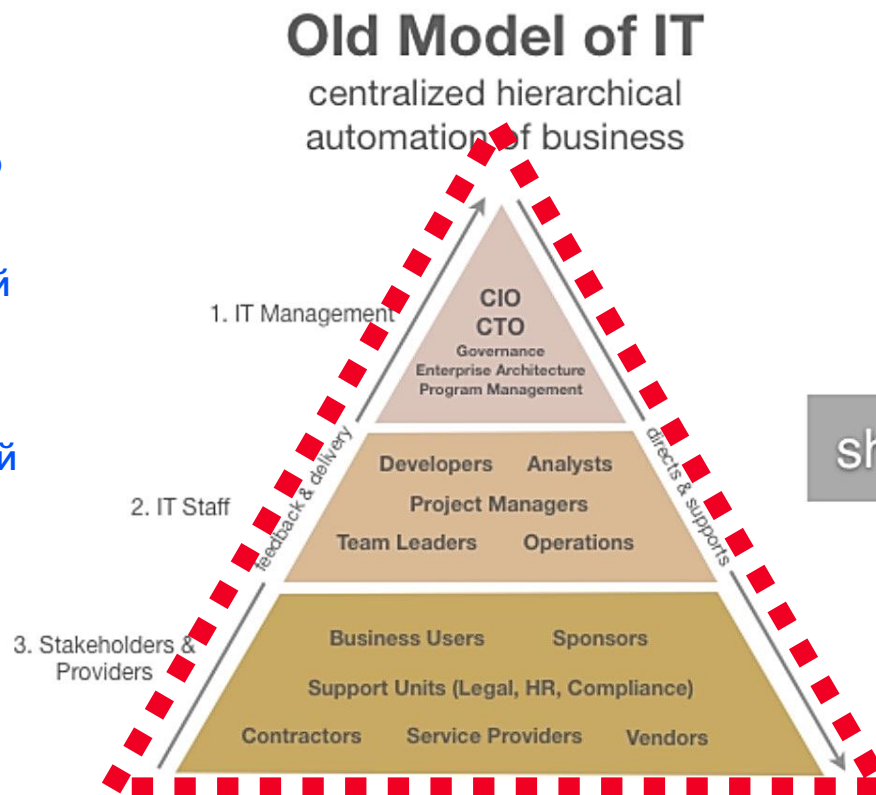 Old Model of IT
centralized hierarchical
automation of business
й
й
1. IT Management
CIO
CTO
Governance
Enterprise Architecture
Program Management
feedback & delivery
directs & supports
sh
2. IT Staff
Developers Analysts
Project Managers
Team Leaders Operations
3. Stakeholders &
Providers
Business Users Sponsors
Support Units (Legal, HR, Compliance)
Contractors Service Providers Vendors